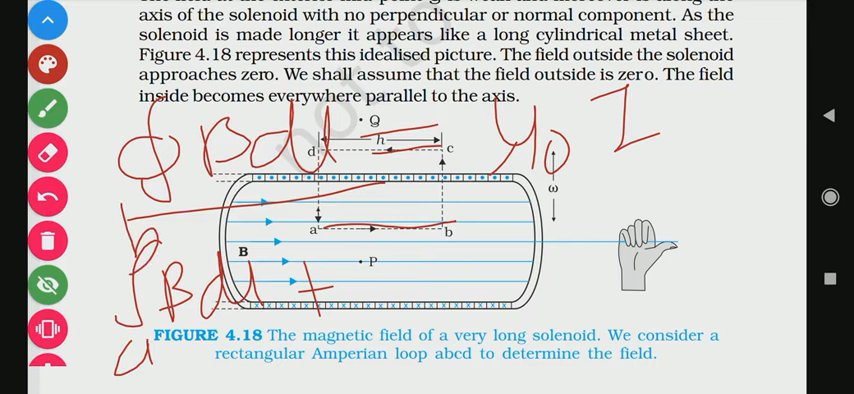 axis of the solenoid with no perpendicular or normal component. As the
solenoid is made longer it appears like a long cylindrical metal sheet.
Figure 4.18 represents this idealised picture. The field outside the solenoid
approaches zero. We shall assume that the field outside is zero. The field
inside becomes everywhere parallel to the axis.
Q
h
d
c
∮ B dl = μ0 I
ω
a
b
B
P
∫ B dl +
a
b
FIGURE 4.18 The magnetic field of a very long solenoid. We consider a
rectangular Amperian loop abcd to determine the field.